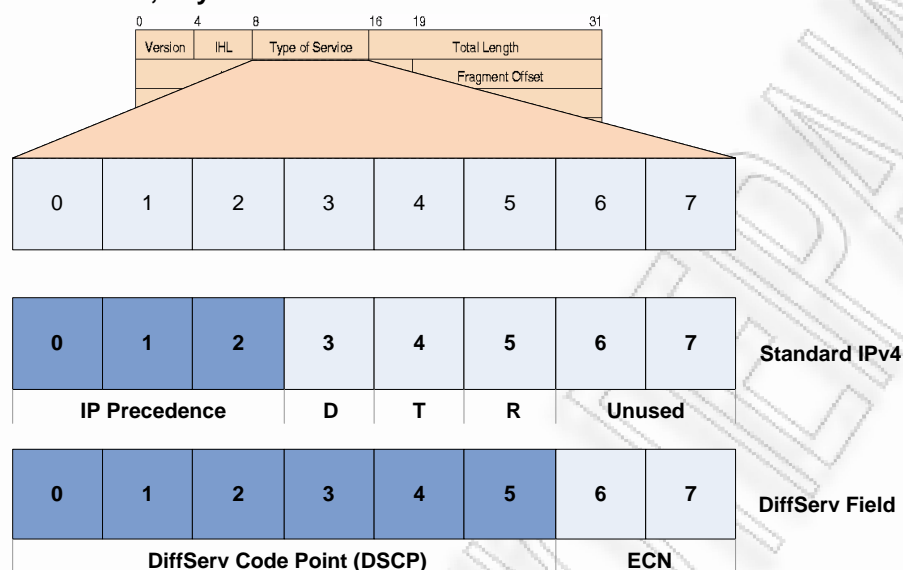 0 4 8 16 19 31
Version IHL Type of Service Total Length
Fragment Offset
0 1 2 3 4 5 6 7
0 1 2 3 4 5 6 7
Standard IPv4
IP Precedence D T R Unused
0 1 2 3 4 5 6 7
DiffServ Field
DiffServ Code Point (DSCP) ECN